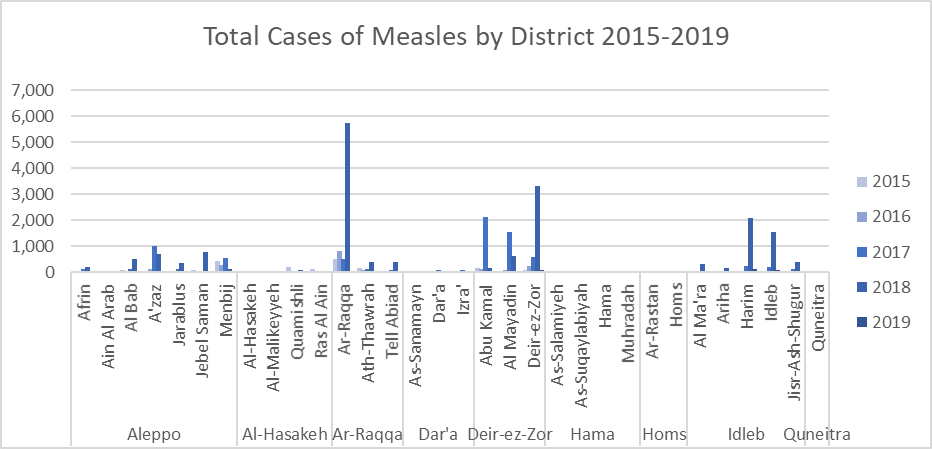 Total Cases of Measles by District 2015-2019
7,000
6,000
5,000
4,000
3,000
2,000
1,000
0
2015
2016
2017
2018
2019
Afrin
Ain Al Arab
Al Bab
A'zaz
Jarablus
Jebel Saman
Menbij
Al-Hasakeh
Al-Malikeyyeh
Quamishli
Ras Al Ain
Ar-Raqqa
Ath-Thawrah
Tell Abiad
As-Sanamayn
Dar'a
Izra'
Abu Kamal
Al Mayadin
Deir-ez-Zor
As-Salamiyeh
As-Suqaylabiyah
Hama
Muhradah
Ar-Rastan
Homs
Al Ma'ra
Ariha
Harim
Idleb
Jisr-Ash-Shugur
Quneitra
Aleppo
Al-Hasakeh
Ar-Raqqa
Dar'a
Deir-ez-Zor
Hama
Homs
Idleb
Quneitra